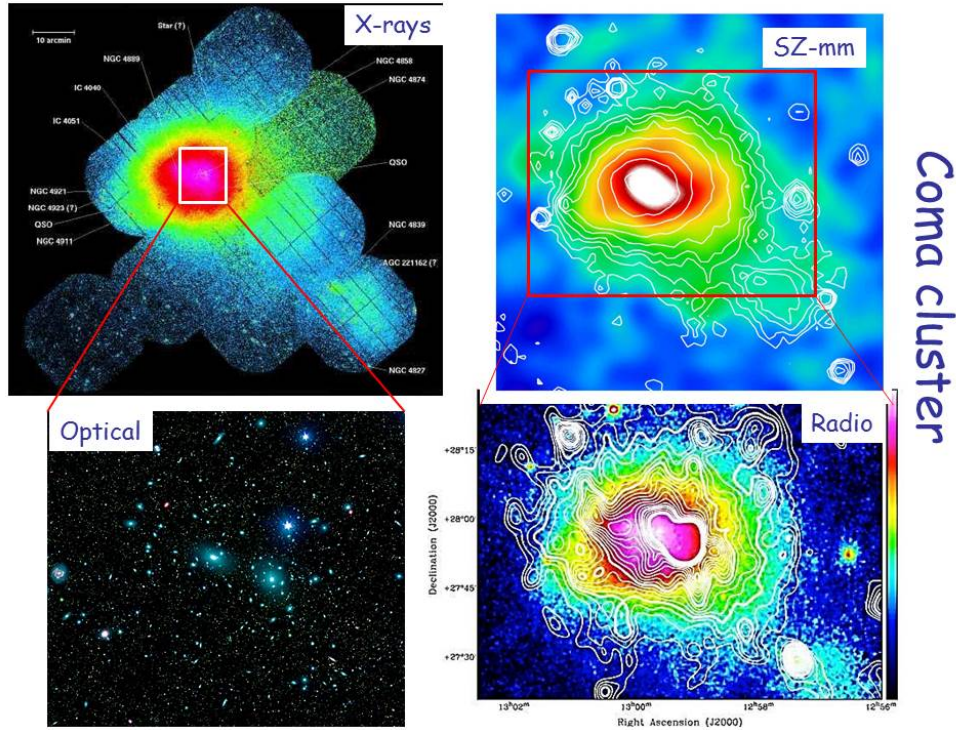 X-rays
10 arcmin
Star (?)
NGC 4889
NGC 4858
NGC 4874
IC 4040
IC 4051
QSO
NGC 4921
NGC 4923 (?)
QSO
NGC 4911
NGC 4839
AGC 221162 (?
NGC 4827
SZ-mm
Coma cluster
Optical
Radio
+28°15'
+28°00'
+27°45'
+27°30'
Declination (J2000)
13ʰ02ᵐ
13ʰ00ᵐ
12ʰ58ᵐ
12ʰ56ᵐ
Right Ascension (J2000)